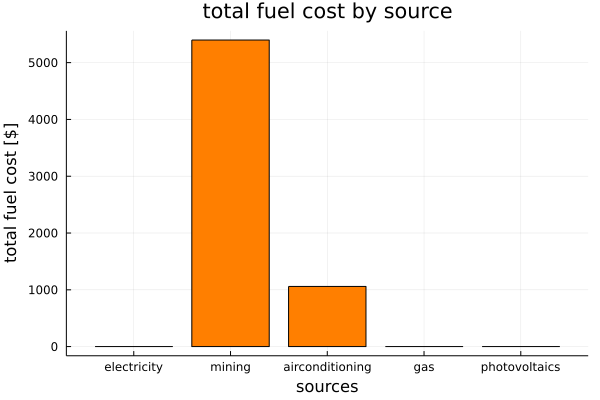 total fuel cost by source
total fuel cost [$]
5000
4000
3000
2000
1000
0
electricity
mining
airconditioning
gas
photovoltaics
sources